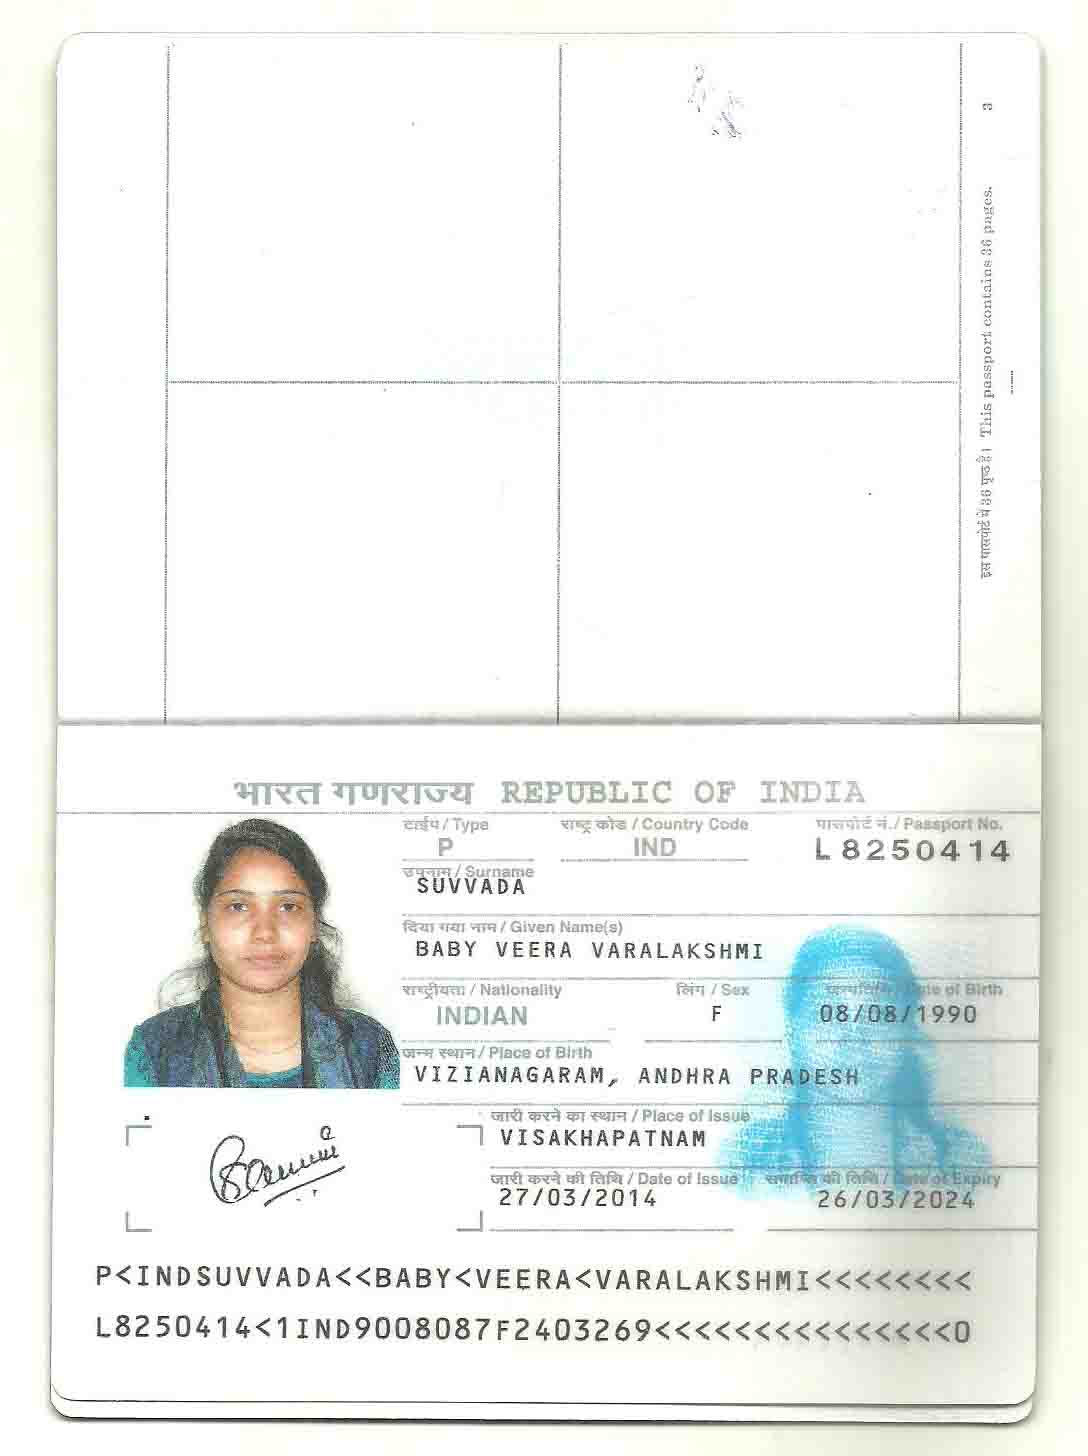 3
इस पासपोर्ट में 36 पृष्ठ हैं। This passport contains 36 pages.
भारत गणराज्य REPUBLIC OF INDIA
टाईप / Type राष्ट्र कोड / Country Code पासपोर्ट नं. / Passport No.
P IND L8250414
उपनाम / Surname
SUVVADA
दिया गया नाम / Given Name(s)
BABY VEERA VARALAKSHMI
राष्ट्रीयता / Nationality लिंग / Sex जन्मतिथि / Date of Birth
INDIAN F 08/08/1990
जन्म स्थान / Place of Birth
VIZIANAGARAM, ANDHRA PRADESH
जारी करने का स्थान / Place of Issue
VISAKHAPATNAM
जारी करने की तिथि / Date of Issue समाप्ति की तिथि / Date of Expiry
27/03/2014 26/03/2024
P<INDSUVVADA<<BABY<VEERA<VARALAKSHMI<<<<<<<<
L8250414<1IND9008087F2403269<<<<<<<<<<<<<<<0